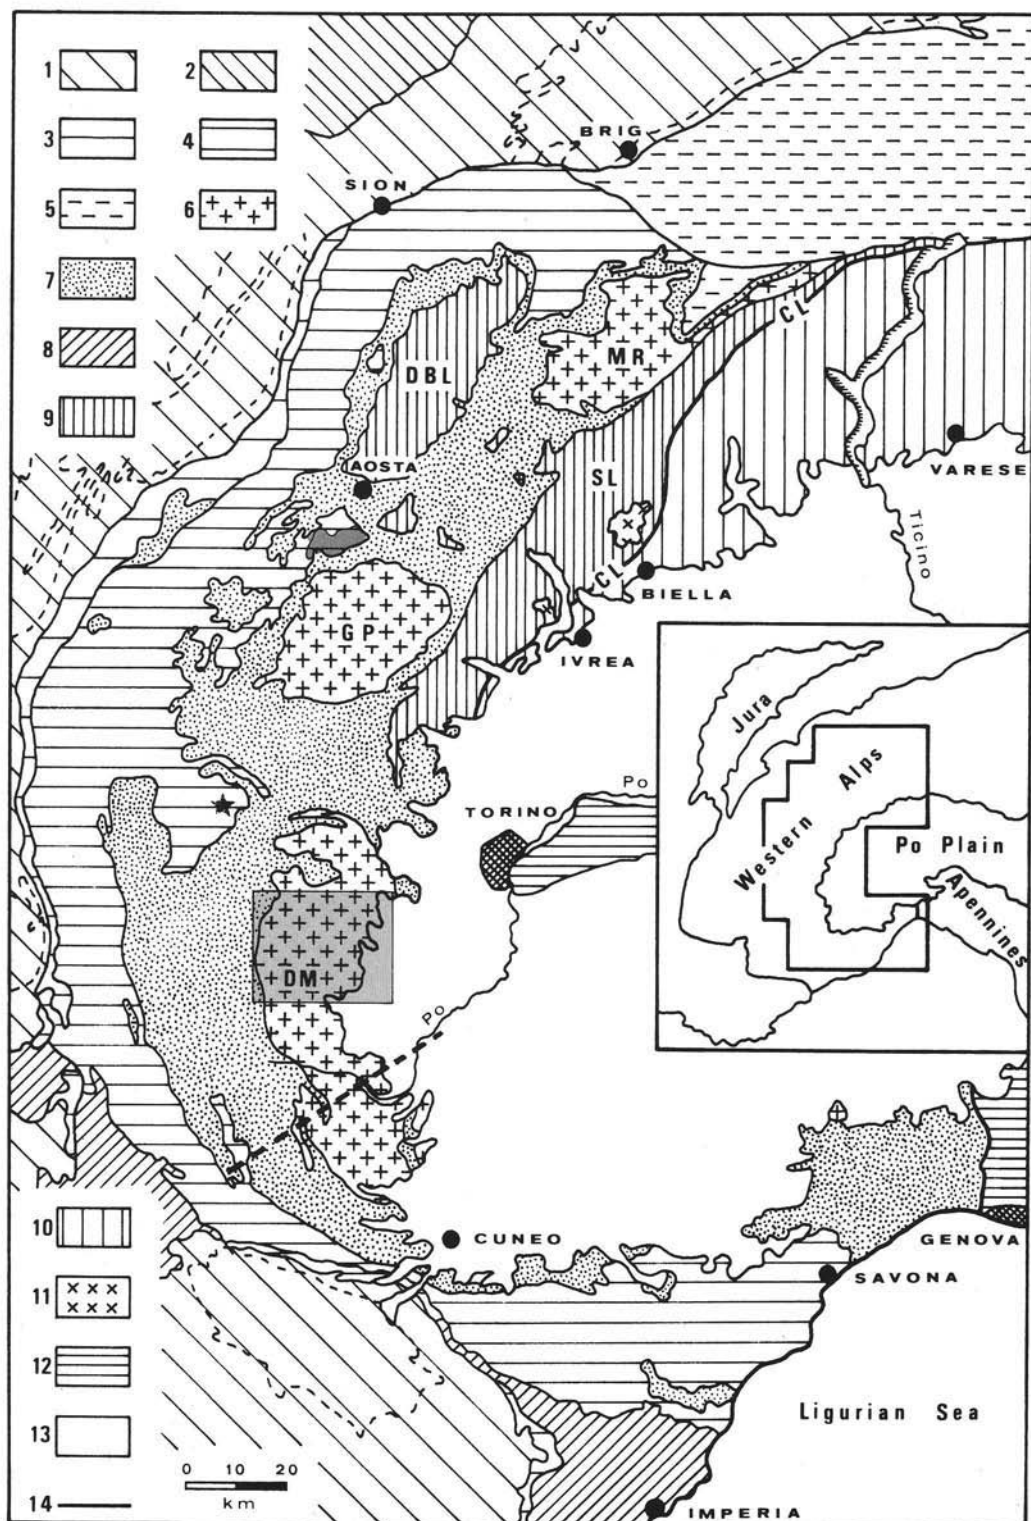 1
2
3
4
5
6
7
8
9
BRIG
SION
CL
MR
DBL
AOSTA
SL
VARESE
Ticino
CL
BIELLA
GP
IVREA
Jura
Alps
Western
Po Plain
Apennines
Po
TORINO
DM
Po
10
11
12
13
14
CUNEO
GENOVA
SAVONA
Ligurian Sea
IMPERIA
0 10 20
km